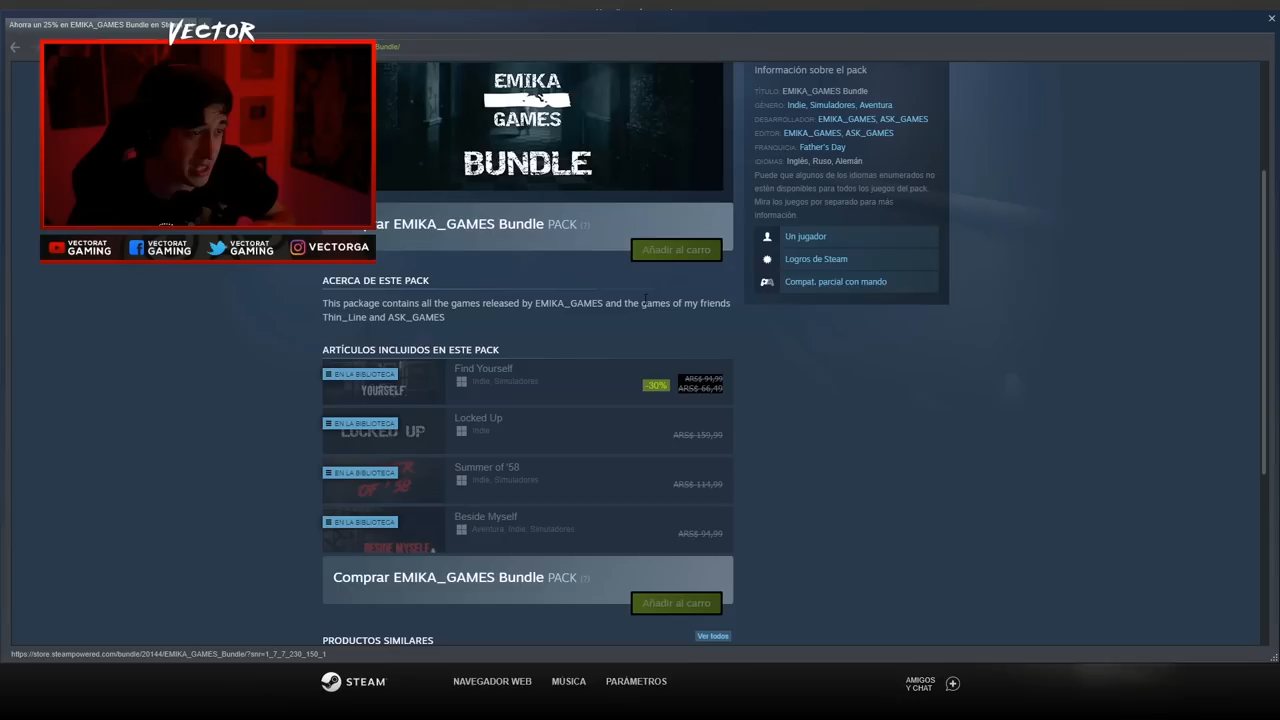 Ahorra un 25% en EMIKA_GAMES Bundle en
VECTOR
Bundle/
VECTORAT GAMING
VECTORAT GAMING
VECTORAT GAMING
VECTORGA
EMIKA
GAMES
BUNDLE
EMIKA_GAMES Bundle PACK (?)
Añadir al carro
ACERCA DE ESTE PACK
This package contains all the games released by EMIKA_GAMES and the games of my friends
Thin_Line and ASK_GAMES
ARTÍCULOS INCLUIDOS EN ESTE PACK
EN LA BIBLIOTECA
YOURSELF
Find Yourself
Indie, Simuladores
-30%
ARS$ 94,99
ARS$ 66,49
EN LA BIBLIOTECA
LOCKED UP
Locked Up
Indie
ARS$ 159,99
EN LA BIBLIOTECA
OF '58
Summer of '58
Indie, Simuladores
ARS$ 114,99
EN LA BIBLIOTECA
BESIDE MYSELF
Beside Myself
Aventura, Indie, Simuladores
ARS$ 94,99
Comprar EMIKA_GAMES Bundle PACK (?)
Añadir al carro
PRODUCTOS SIMILARES
Ver todos
Información sobre el pack
TÍTULO: EMIKA_GAMES Bundle
GÉNERO: Indie, Simuladores, Aventura
DESARROLLADOR: EMIKA_GAMES, ASK_GAMES
EDITOR: EMIKA_GAMES, ASK_GAMES
FRANQUICIA: Father's Day
IDIOMAS: Inglés, Ruso, Alemán
Puede que algunos de los idiomas enumerados no
estén disponibles para todos los juegos del pack.
Mira los juegos por separado para más
información
Un jugador
Logros de Steam
Compat. parcial con mando
https://store.steampowered.com/bundle/20144/EMIKA_GAMES_Bundle/?snr=1_7_7_230_150_1
STEAM
NAVEGADOR WEB
MÚSICA
PARÁMETROS
AMIGOS
Y CHAT